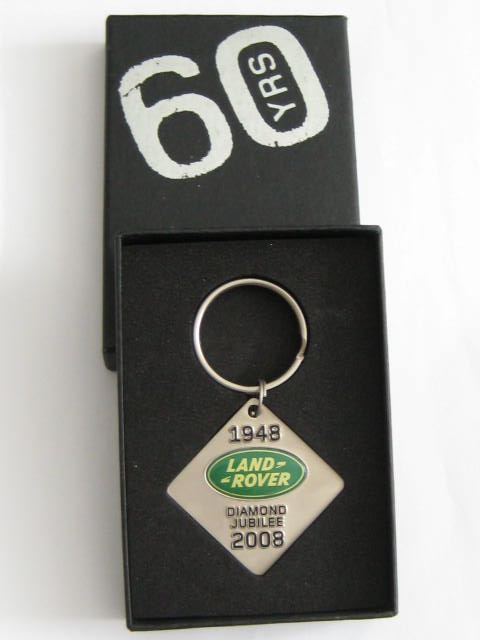 60
YRS
1948
LAND-
-ROVER
DIAMOND
JUBILEE
2008